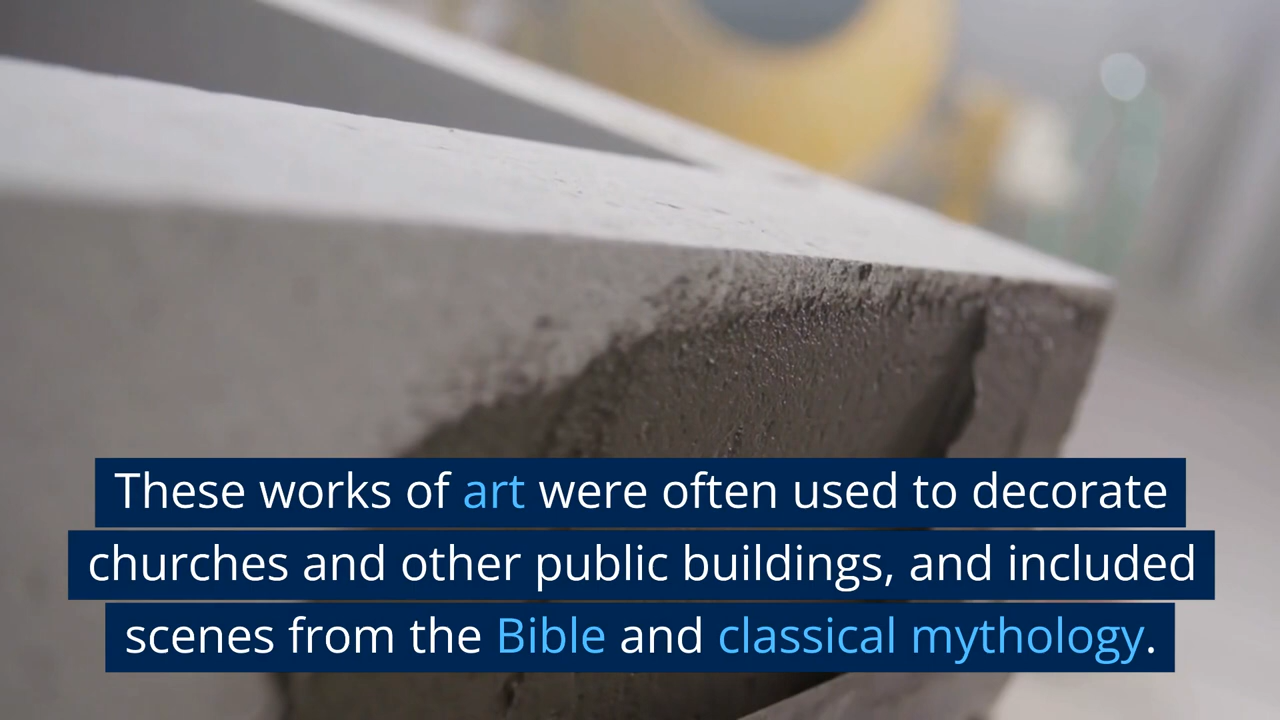 These works of art were often used to decorate
churches and other public buildings, and included
scenes from the Bible and classical mythology.